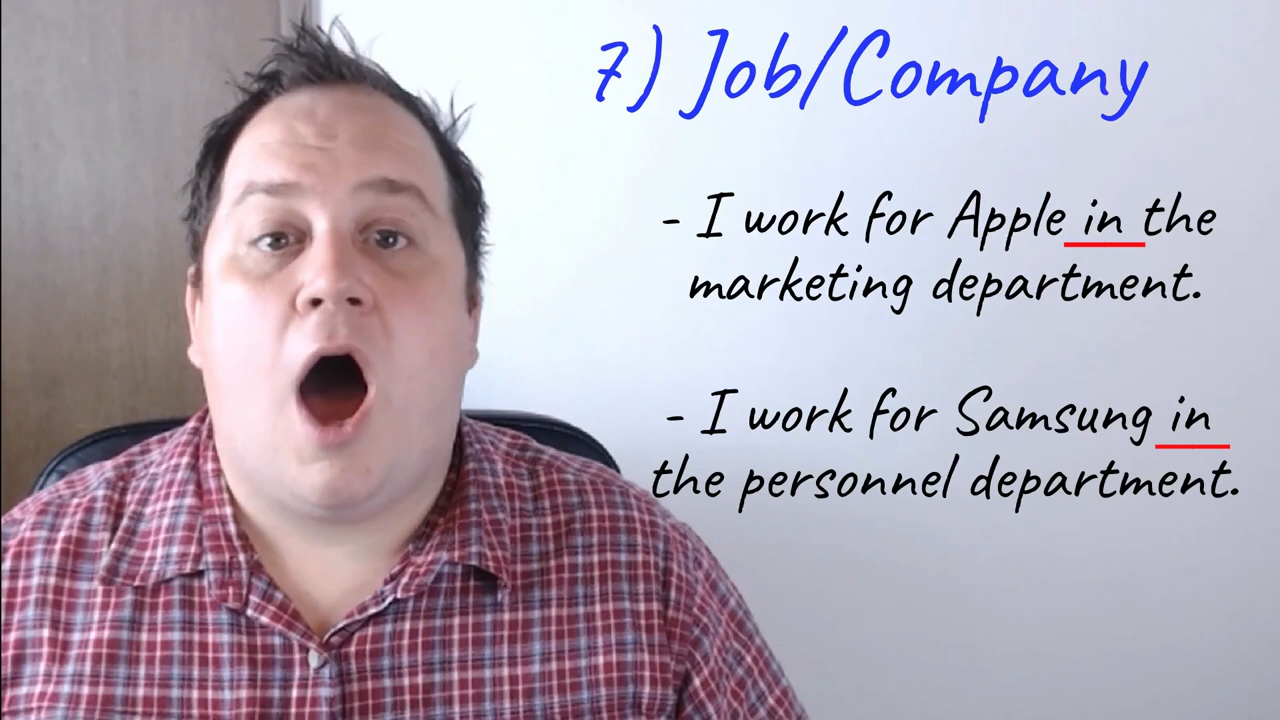 7) Job/Company
- I work for Apple in the
marketing department.
- I work for Samsung in
the personnel department.